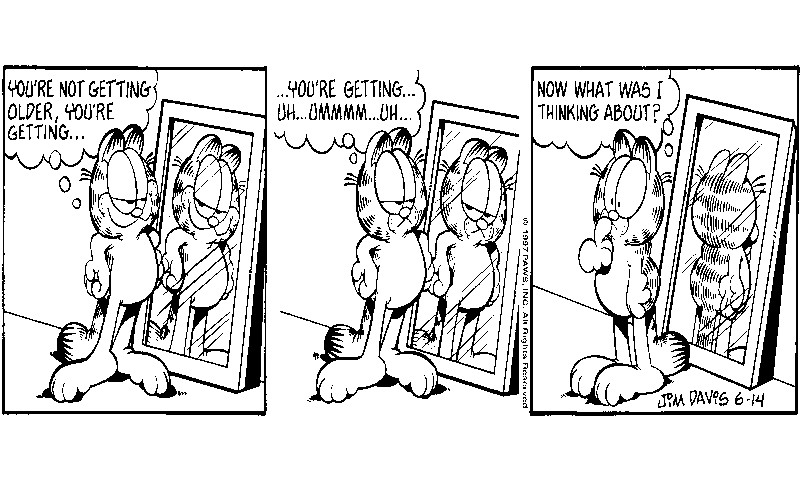 YOU'RE NOT GETTING
OLDER, YOU'RE
GETTING...
...YOU'RE GETTING...
UH...UMMMM...UH...
© 1997 PAWS, INC. All Rights Reserved
NOW WHAT WAS I
THINKING ABOUT?
JIM DAVIS 6-14